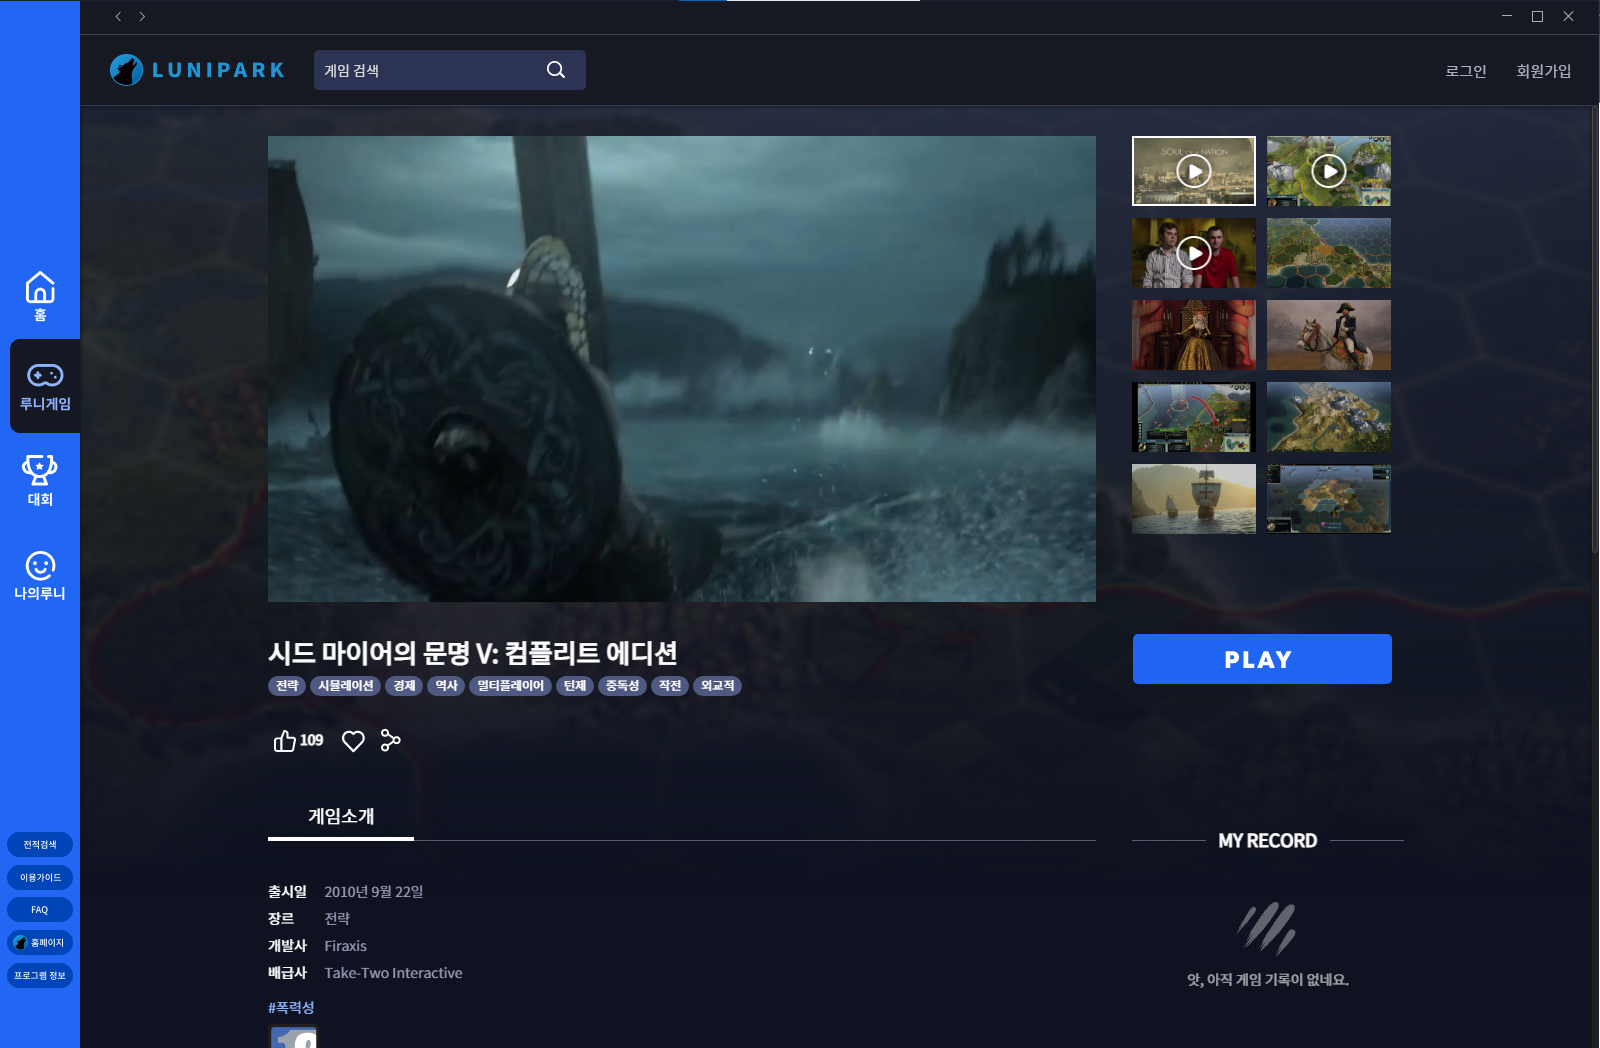 LUNIPARK
게임 검색
로그인
회원가입
홈
루니게임
대회
나의루니
전적검색
이용가이드
FAQ
홈페이지
프로그램 정보
SOUL OF A NATION
시드 마이어의 문명 V: 컴플리트 에디션
전략 시뮬레이션 경제 역사 멀티플레이어 턴제 중독성 작전 외교적
109
PLAY
게임소개
출시일 2010년 9월 22일
장르 전략
개발사 Firaxis
배급사 Take-Two Interactive
#폭력성
MY RECORD
앗, 아직 게임 기록이 없네요.